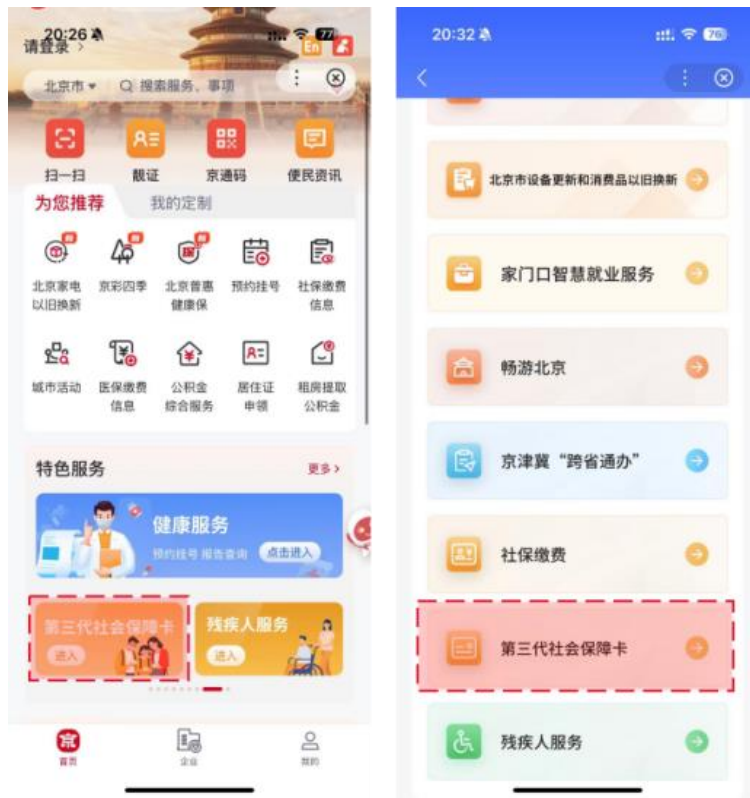 20:26
77
请登录 >
En
北京市
搜索服务、事项
扫一扫
靓证
京通码
便民资讯
为您推荐
我的定制
北京家电
以旧换新
京彩四季
北京普惠
健康保
预约挂号
社保缴费
信息
城市活动
医保缴费
信息
公积金
综合服务
居住证
申领
租房提取
公积金
特色服务
更多 >
健康服务
预约挂号 报告查询
点击进入 》
第三代社会保障卡
进入 》
残疾人服务
进入 》
京
首页
企业
我的
20:32
76
北京市设备更新和消费品以旧换新
家门口智慧就业服务
畅游北京
京津冀“跨省通办”
社保缴费
第三代社会保障卡
残疾人服务